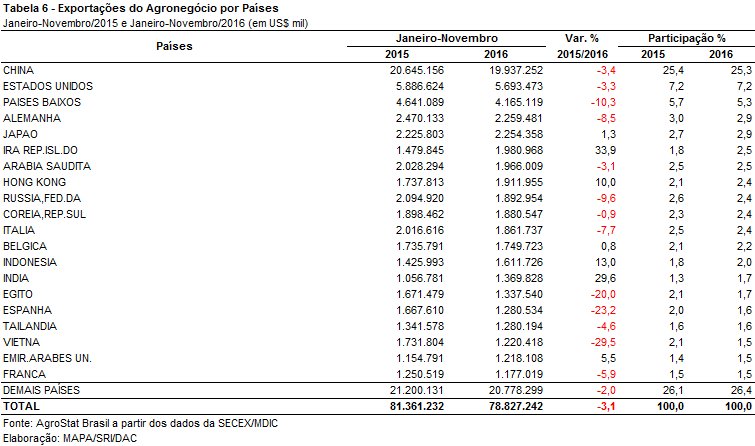 Tabela 6 - Exportações do Agronegócio por Países
Janeiro-Novembro/2015 e Janeiro-Novembro/2016 (em US$ mil)
Países Janeiro-Novembro Var. % Participação %
2015 2016 2015/2016 2015 2016
CHINA 20.645.156 19.937.252 -3,4 25,4 25,3
ESTADOS UNIDOS 5.886.624 5.693.473 -3,3 7,2 7,2
PAISES BAIXOS 4.641.089 4.165.119 -10,3 5,7 5,3
ALEMANHA 2.470.133 2.259.481 -8,5 3,0 2,9
JAPAO 2.225.803 2.254.358 1,3 2,7 2,9
IRA REP.ISL.DO 1.479.845 1.980.968 33,9 1,8 2,5
ARABIA SAUDITA 2.028.294 1.966.009 -3,1 2,5 2,5
HONG KONG 1.737.813 1.911.955 10,0 2,1 2,4
RUSSIA,FED.DA 2.094.920 1.892.954 -9,6 2,6 2,4
COREIA,REP.SUL 1.898.462 1.880.547 -0,9 2,3 2,4
ITALIA 2.016.616 1.861.737 -7,7 2,5 2,4
BELGICA 1.735.791 1.749.723 0,8 2,1 2,2
INDONESIA 1.425.993 1.611.726 13,0 1,8 2,0
INDIA 1.056.781 1.369.828 29,6 1,3 1,7
EGITO 1.671.479 1.337.540 -20,0 2,1 1,7
ESPANHA 1.667.610 1.280.534 -23,2 2,0 1,6
TAILANDIA 1.341.578 1.280.194 -4,6 1,6 1,6
VIETNA 1.731.804 1.220.418 -29,5 2,1 1,5
EMIR.ARABES UN. 1.154.791 1.218.108 5,5 1,4 1,5
FRANCA 1.250.519 1.177.019 -5,9 1,5 1,5
DEMAIS PAÍSES 21.200.131 20.778.299 -2,0 26,1 26,4
TOTAL 81.361.232 78.827.242 -3,1 100,0 100,0
Fonte: AgroStat Brasil a partir dos dados da SECEX/MDIC
Elaboração: MAPA/SRI/DAC